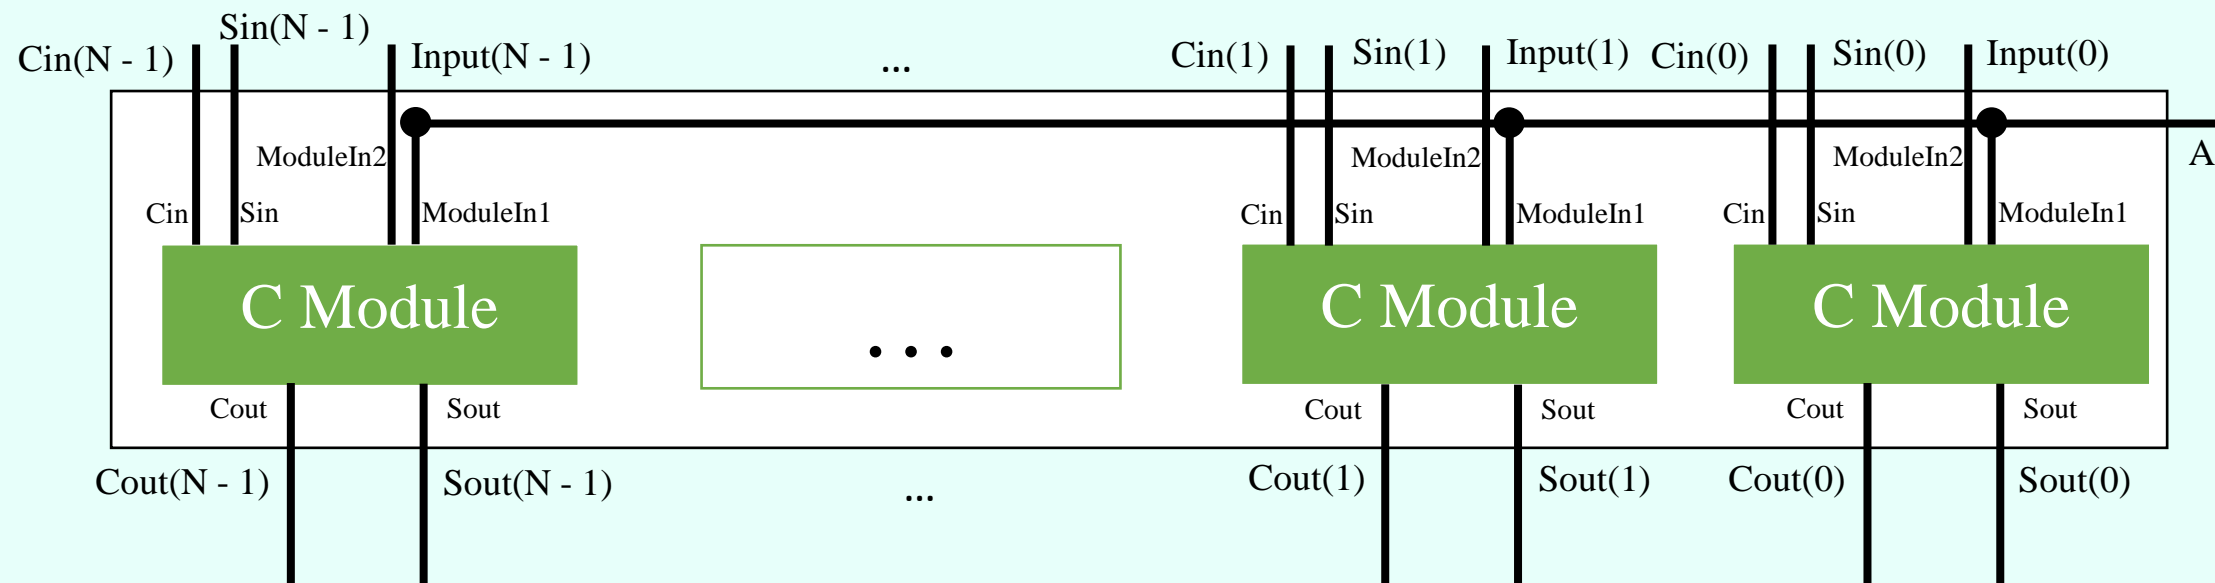 Sin(N - 1)
Cin(N - 1) Input(N - 1) ... Cin(1) Sin(1) Input(1) Cin(0) Sin(0) Input(0)
ModuleIn2 ModuleIn2 ModuleIn2 A
Cin Sin ModuleIn1 Cin Sin ModuleIn1 Cin Sin ModuleIn1
C Module C Module C Module
. . .
Cout Sout Cout Sout Cout Sout
Cout(N - 1) Sout(N - 1) ... Cout(1) Sout(1) Cout(0) Sout(0)